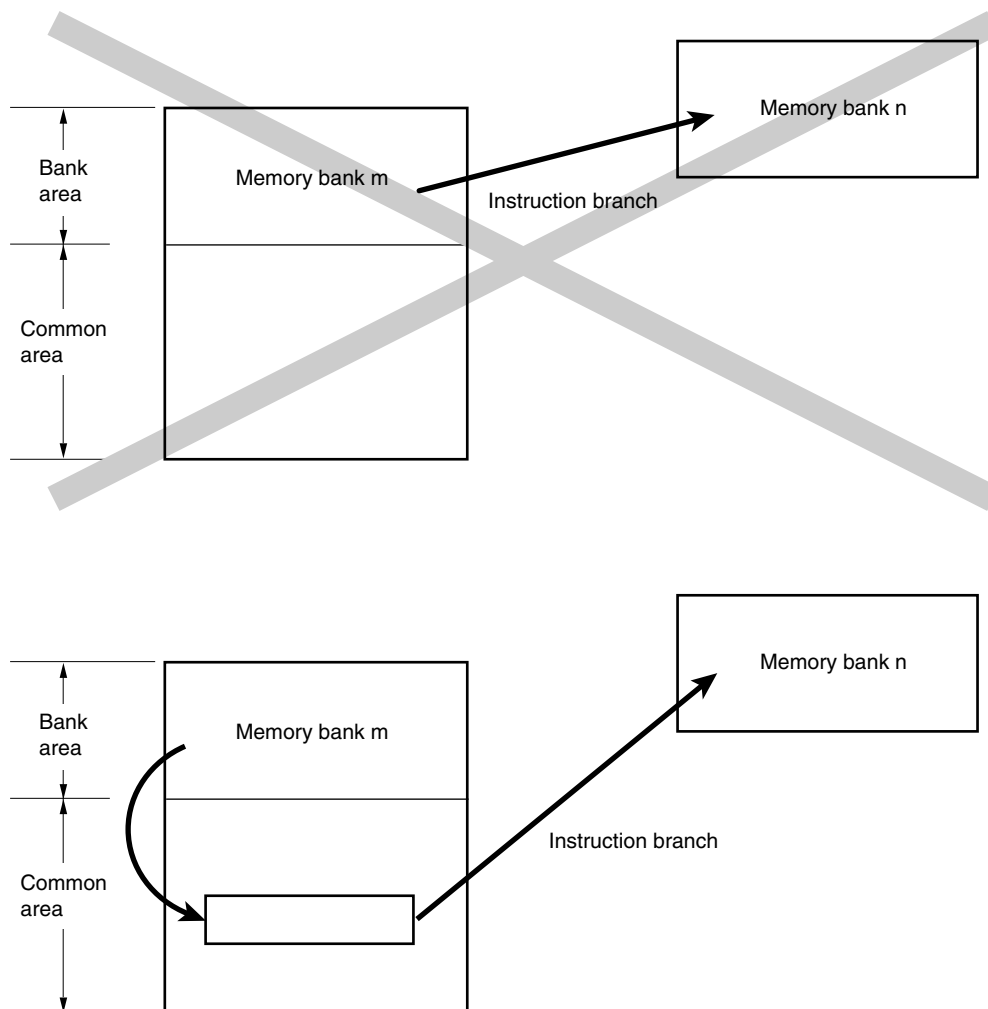 Memory bank n
Bank
area
Memory bank m
Instruction branch
Common
area
Memory bank n
Bank
area
Memory bank m
Instruction branch
Common
area